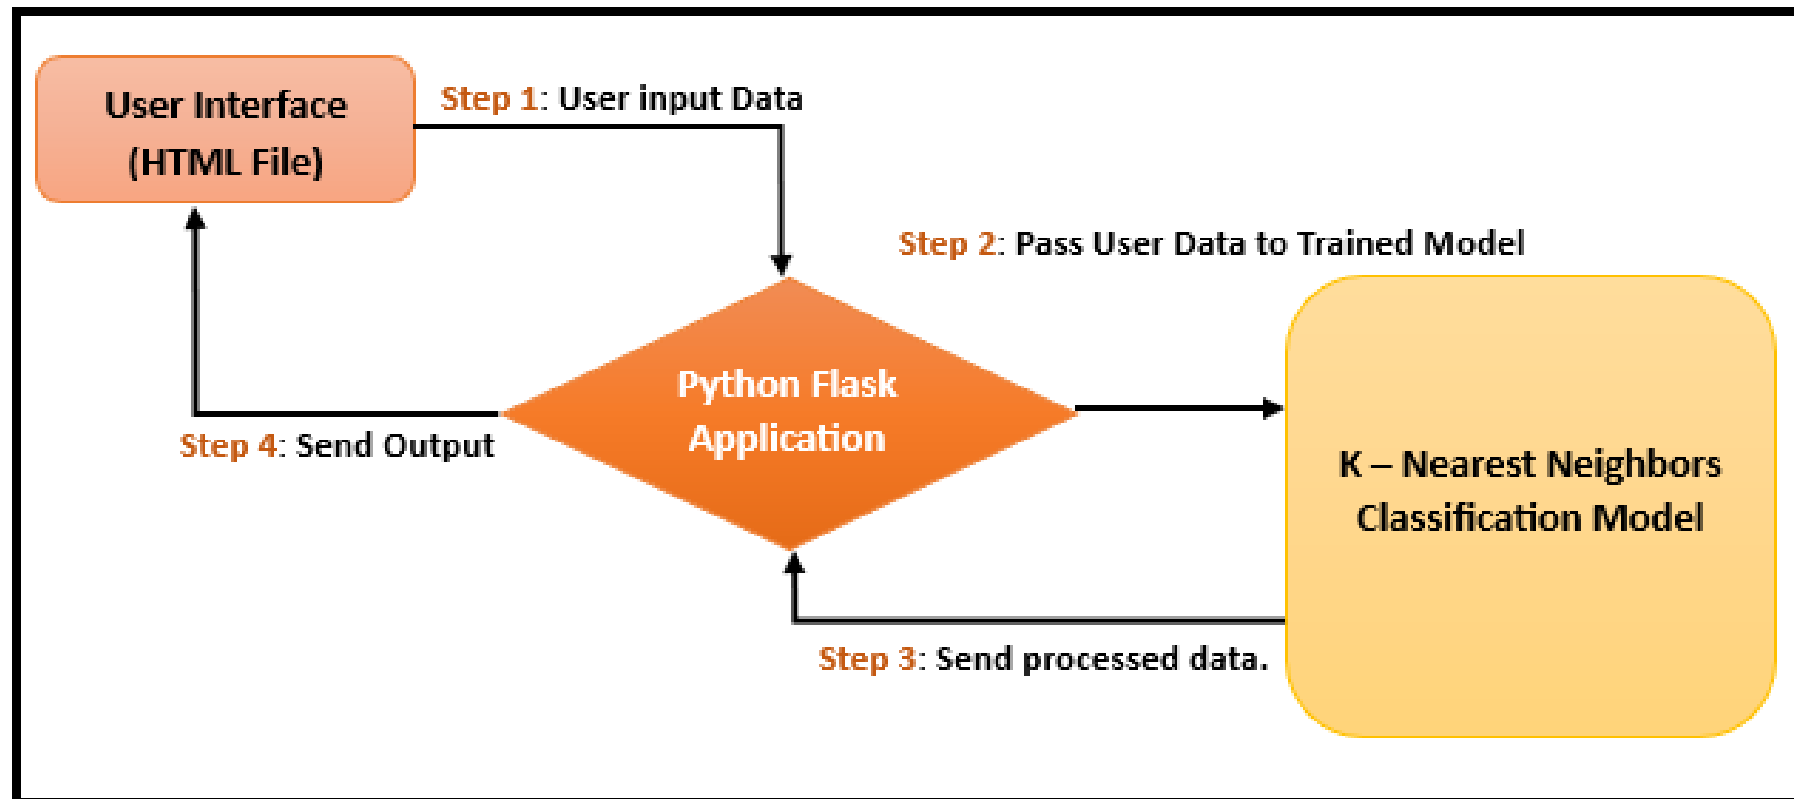 User Interface
(HTML File)
Step 1: User input Data
Step 2: Pass User Data to Trained Model
Python Flask
Application
K – Nearest Neighbors
Classification Model
Step 4: Send Output
Step 3: Send processed data.